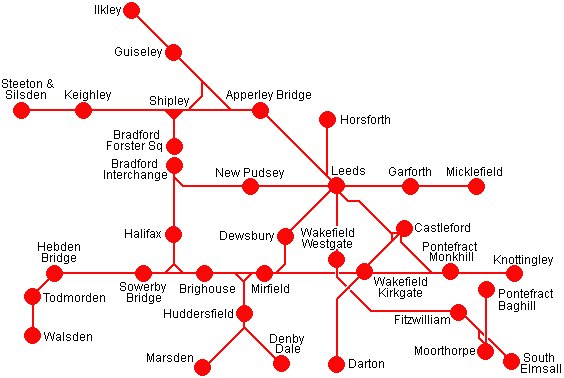 Ilkley
Guiseley
Steeton &
Silsden
Keighley
Shipley
Apperley Bridge
Horsforth
Bradford
Forster Sq
Bradford
Interchange
New Pudsey
Leeds
Garforth
Micklefield
Halifax
Dewsbury
Wakefield
Westgate
Castleford
Hebden
Bridge
Pontefract
Monkhill
Knottingley
Sowerby
Bridge
Brighouse
Mirfield
Wakefield
Kirkgate
Todmorden
Pontefract
Baghill
Huddersfield
Fitzwilliam
Walsden
Marsden
Denby
Dale
Darton
Moorthorpe
South
Elmsall